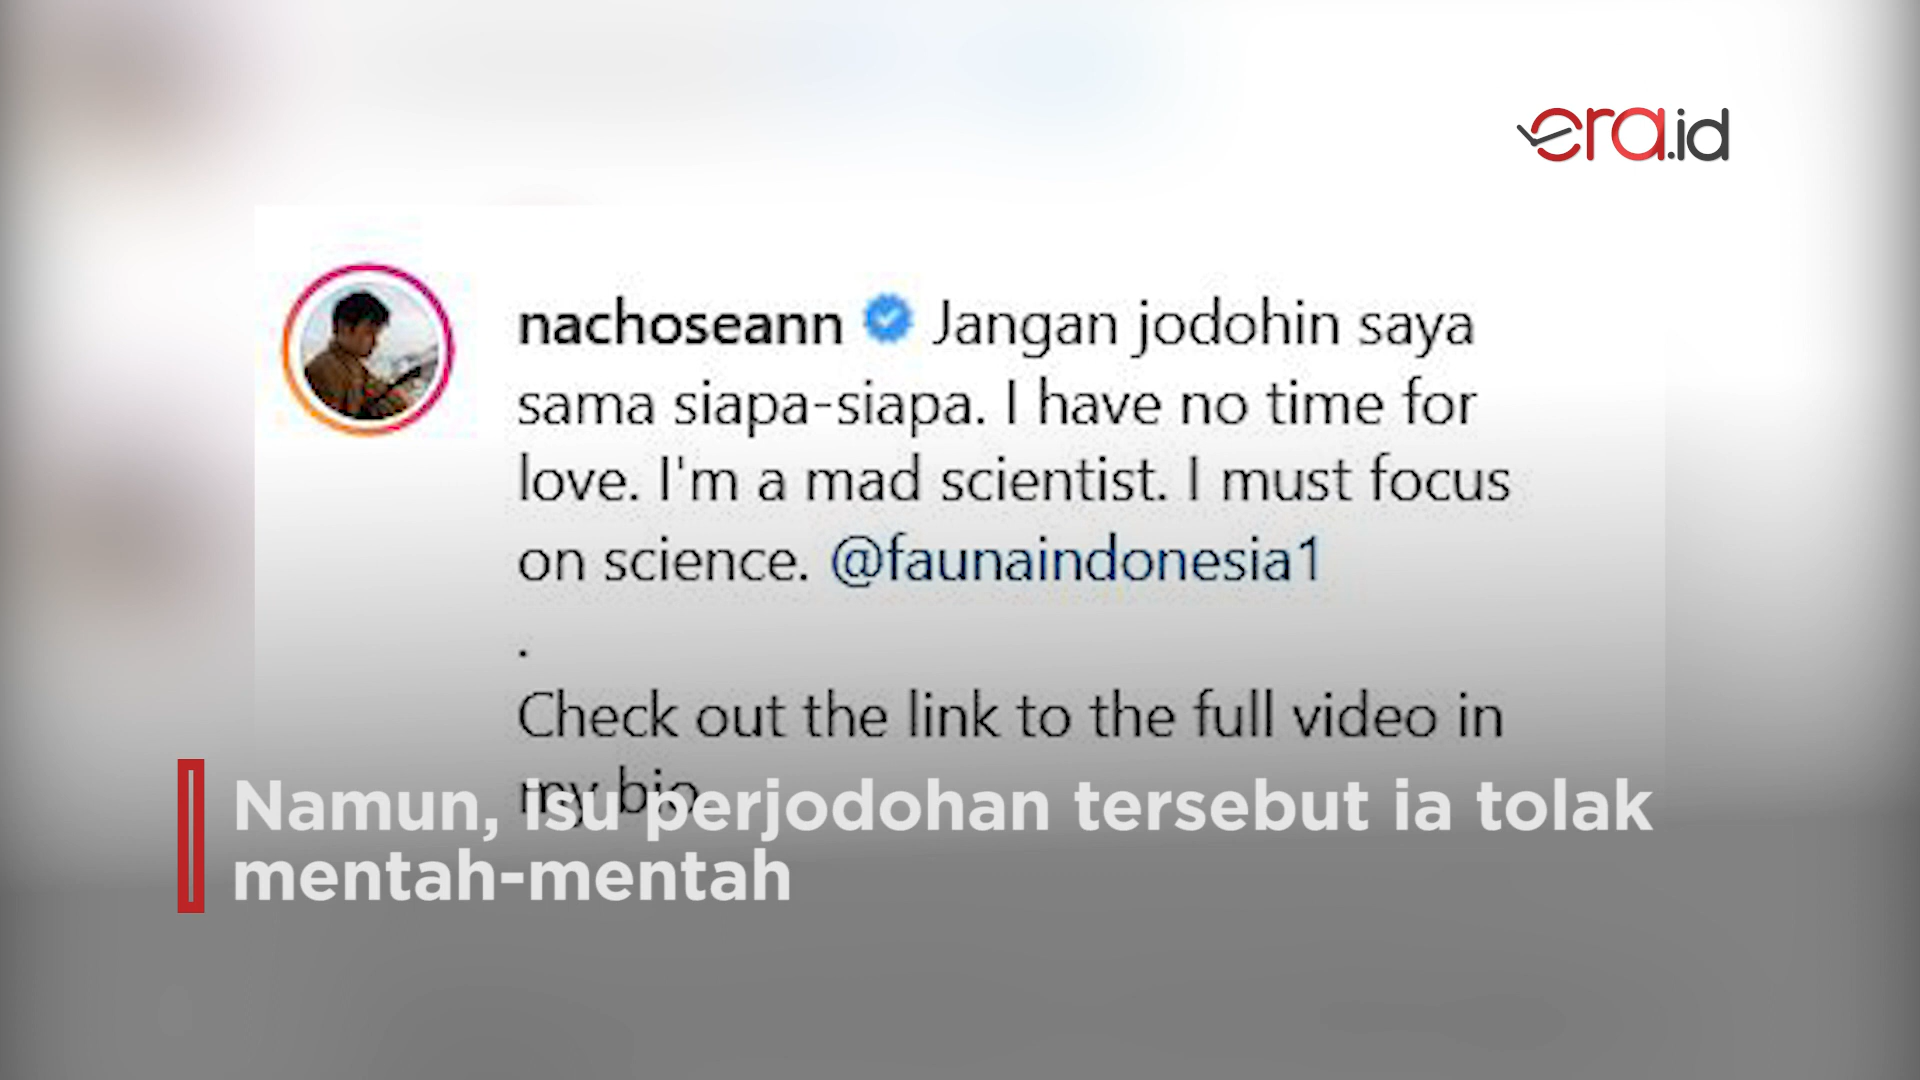 era.id
nachoseann Jangan jodohin saya
sama siapa-siapa. I have no time for
love. I'm a mad scientist. I must focus
on science. @faunaindonesia1
.
Check out the link to the full video in
my bio
Namun, isu perjodohan tersebut ia tolak
mentah-mentah